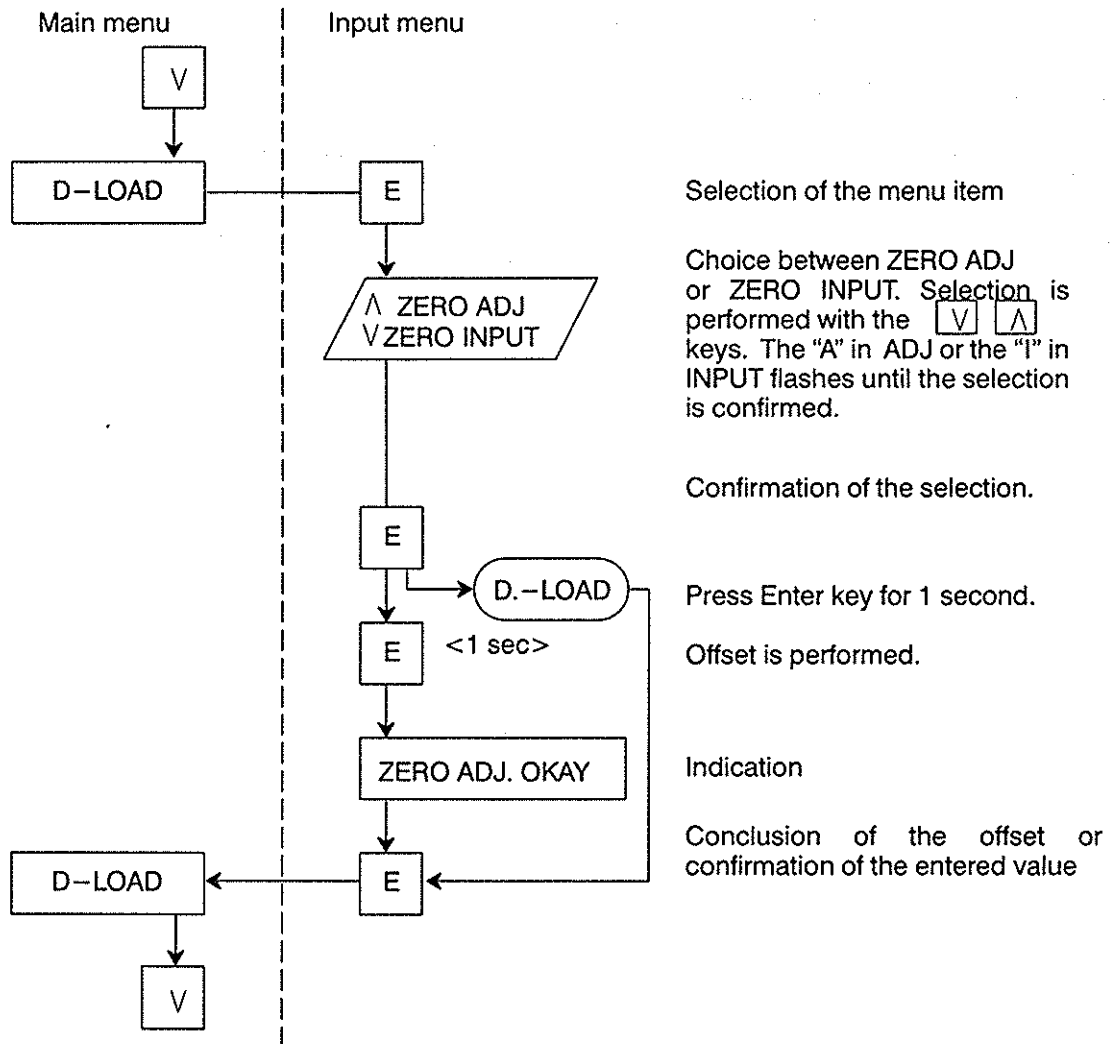 Main menu
Input menu
V
D–LOAD
E
Selection of the menu item
Λ ZERO ADJ
V ZERO INPUT
Choice between ZERO ADJ
or ZERO INPUT. Selection is
performed with the V Λ
keys. The “A” in ADJ or the “I” in
INPUT flashes until the selection
is confirmed.
Confirmation of the selection.
E
D.–LOAD
Press Enter key for 1 second.
E
<1 sec>
Offset is performed.
ZERO ADJ. OKAY
Indication
D–LOAD
E
Conclusion of the offset or
confirmation of the entered value
V